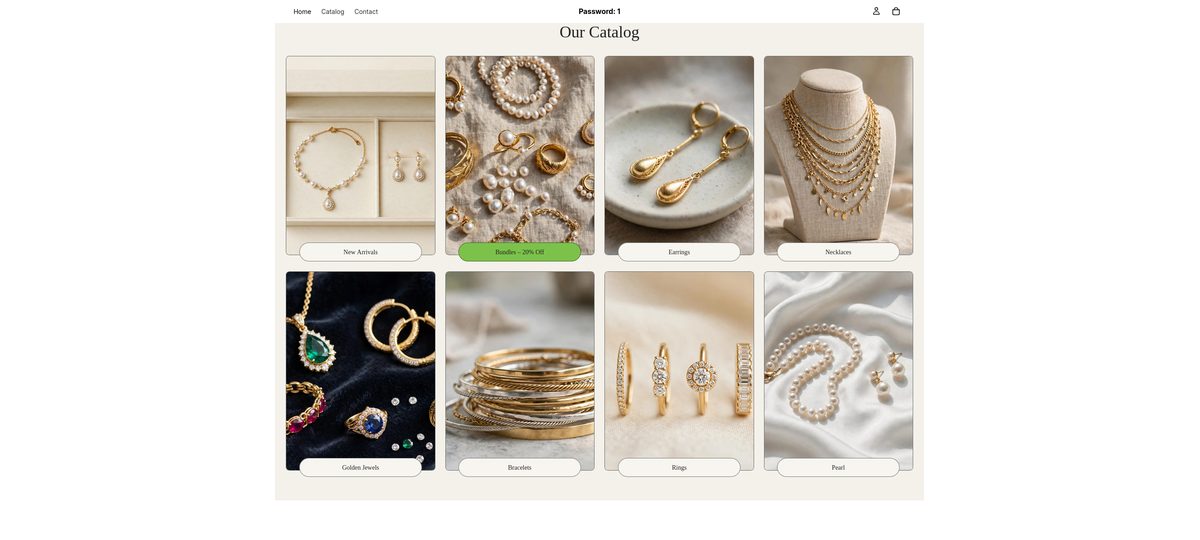 Home Catalog Contact Password: 1
Our Catalog
New Arrivals
Bundles – 20% Off
Earrings
Necklaces
Golden Jewels
Bracelets
Rings
Pearl